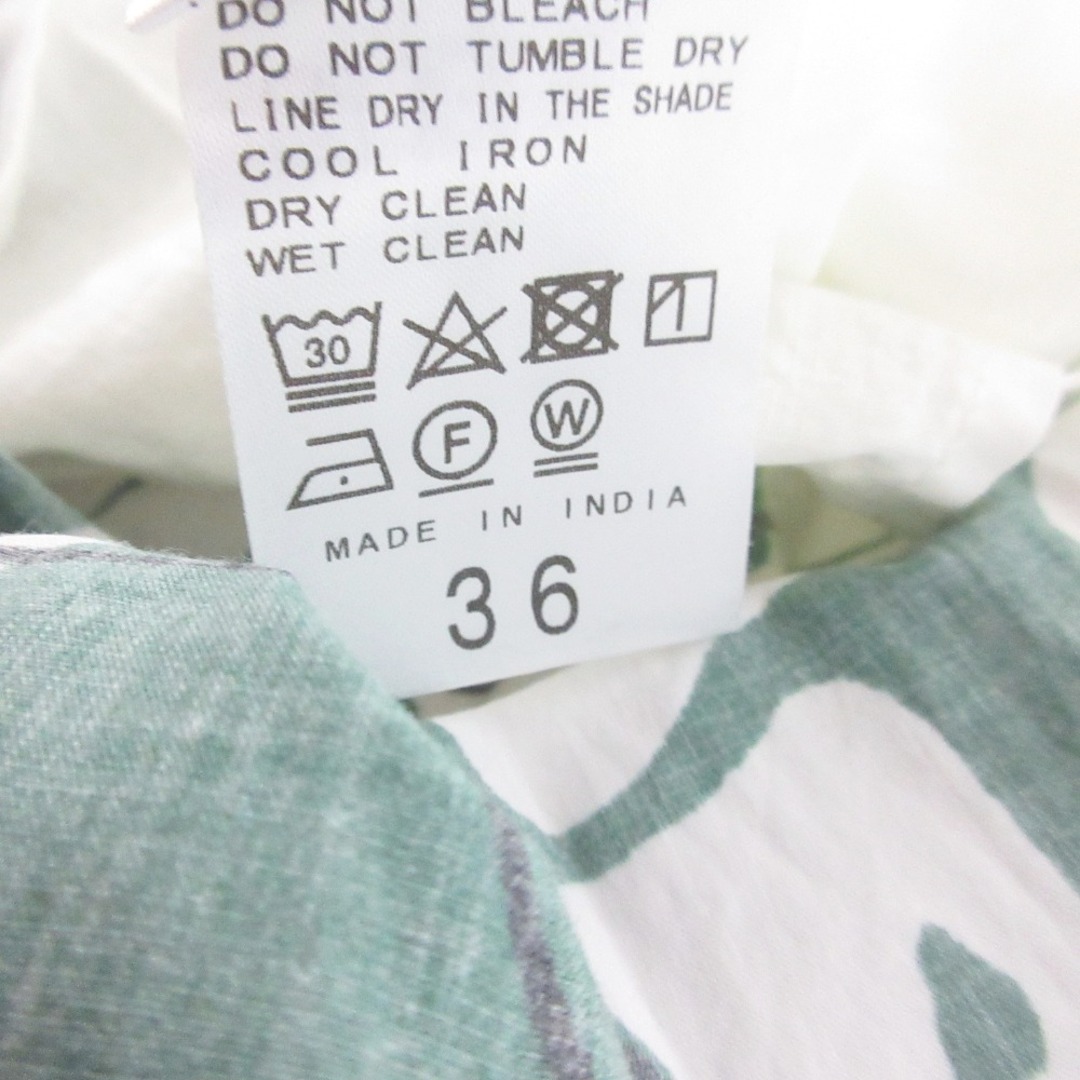 DO NOT BLEACH
DO NOT TUMBLE DRY
LINE DRY IN THE SHADE
COOL IRON
DRY CLEAN
WET CLEAN
30
F W
MADE IN INDIA
36